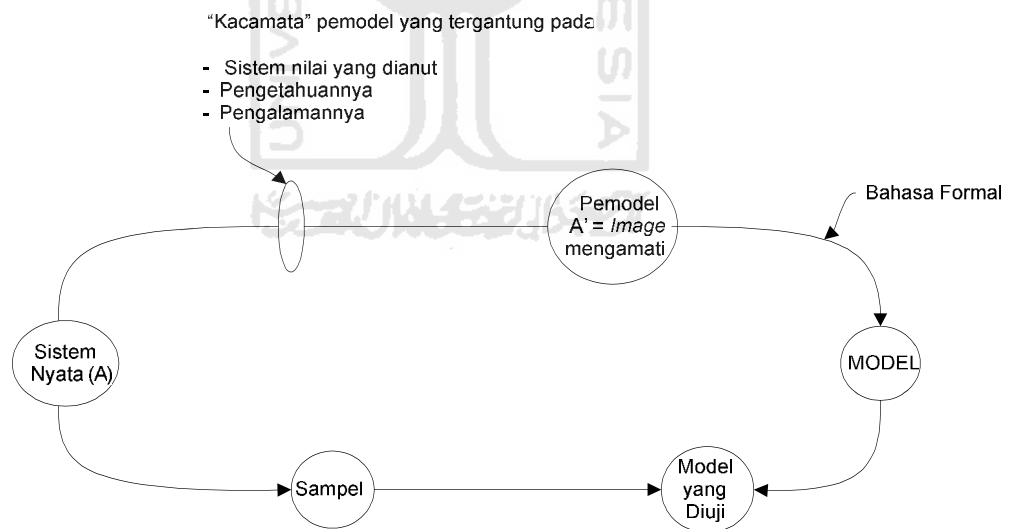 “Kacamata” pemodel yang tergantung pada
- Sistem nilai yang dianut
- Pengetahuannya
- Pengalamannya
Pemodel
A’ = Image
mengamati
Bahasa Formal
Sistem
Nyata (A)
MODEL
Sampel
Model
yang
Diuji